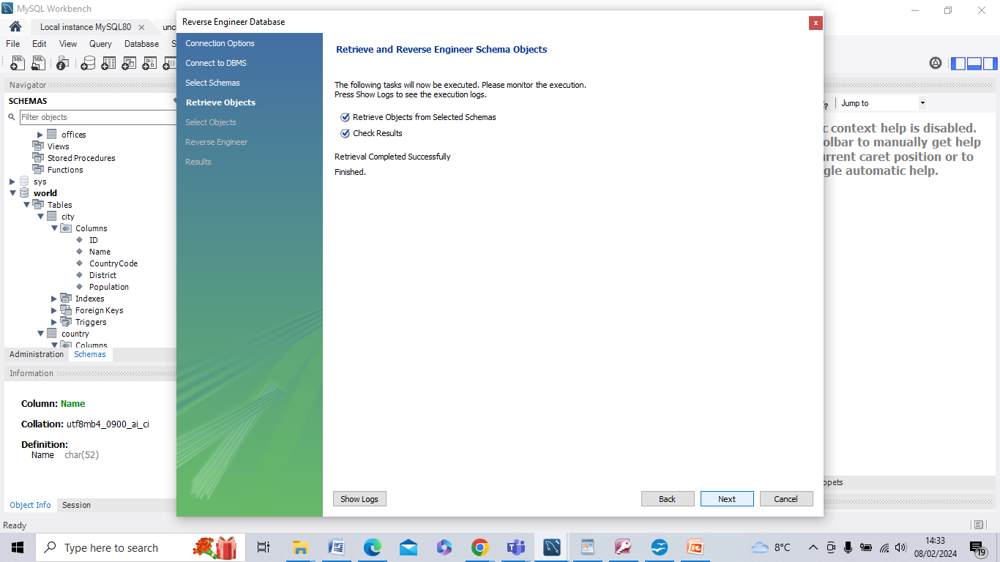 MySQL Workbench
Local instance MySQL80
unc
File Edit View Query Database S
Navigator
SCHEMAS
Filter objects
offices
Views
Stored Procedures
Functions
sys
world
Tables
city
Columns
ID
Name
CountryCode
District
Population
Indexes
Foreign Keys
Triggers
country
Columns
Administration Schemas
Information
Column: Name
Collation: utf8mb4_0900_ai_ci
Definition:
Name char(52)
Object Info Session
Ready
Reverse Engineer Database
Connection Options
Connect to DBMS
Select Schemas
Retrieve Objects
Select Objects
Reverse Engineer
Results
Retrieve and Reverse Engineer Schema Objects
The following tasks will now be executed. Please monitor the execution.
Press Show Logs to see the execution logs.
Retrieve Objects from Selected Schemas
Check Results
Retrieval Completed Successfully
Finished.
Show Logs Back Next Cancel
Jump to
c context help is disabled.
olbar to manually get help
urrent caret position or to
gle automatic help.
ppets
Type here to search
8°C
14:33
08/02/2024
19